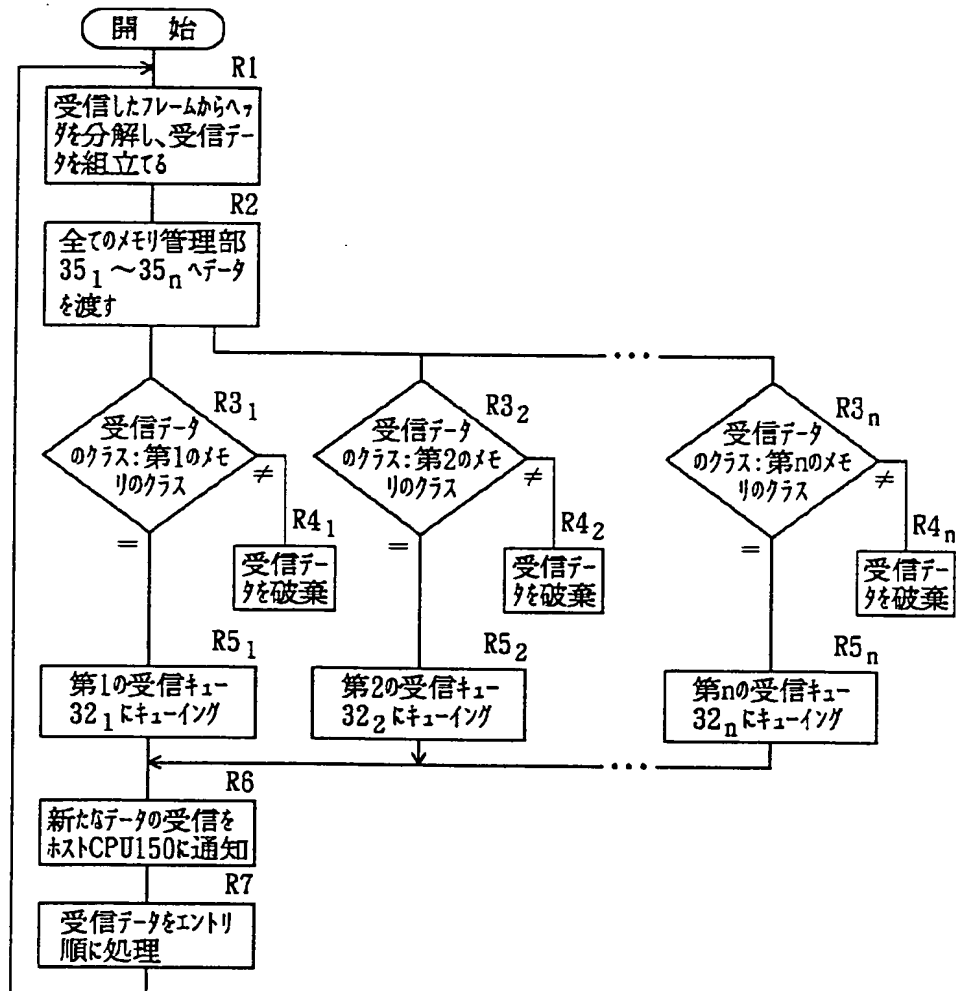 開 始
R1
受信したフレームからヘッ
ダを分解し、受信デー
タを組立てる
R2
全てのメモリ管理部
35₁～35ₙへデータ
を渡す
R3₁
受信データ
のクラス:第1のメモ
リのクラス
≠
=
R4₁
受信デー
タを破棄
R3₂
受信データ
のクラス:第2のメモ
リのクラス
≠
=
R4₂
受信デー
タを破棄
…
R3ₙ
受信データ
のクラス:第nのメモ
リのクラス
≠
=
R4ₙ
受信デー
タを破棄
R5₁
第1の受信キュー
32₁にキューイング
R5₂
第2の受信キュー
32₂にキューイング
R5ₙ
第nの受信キュー
32ₙにキューイング
…
R6
新たなデータの受信を
ホストCPU150に通知
R7
受信データをエントリ
順に処理